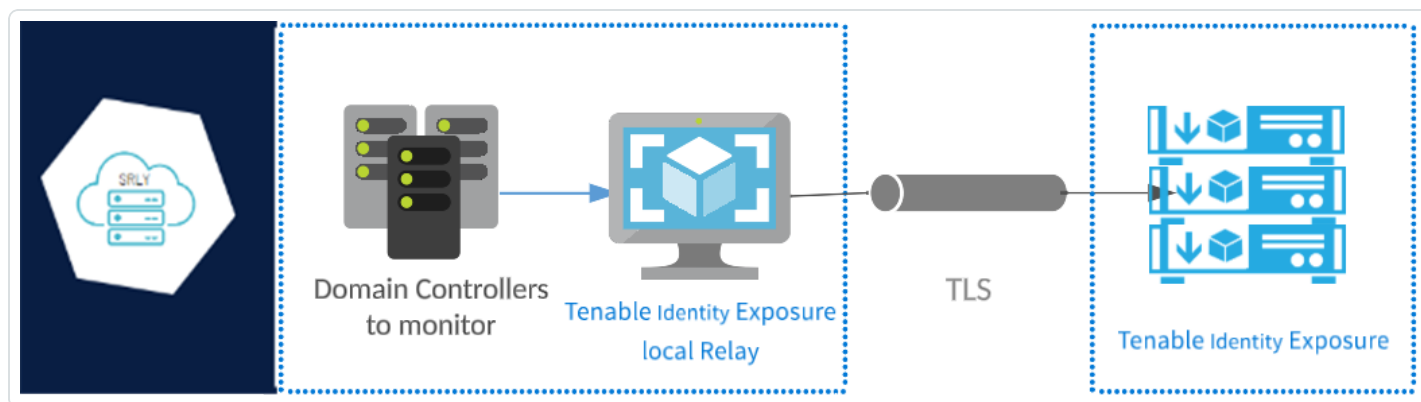 SRLY
Domain Controllers
to monitor
Tenable Identity Exposure
local Relay
TLS
Tenable Identity Exposure